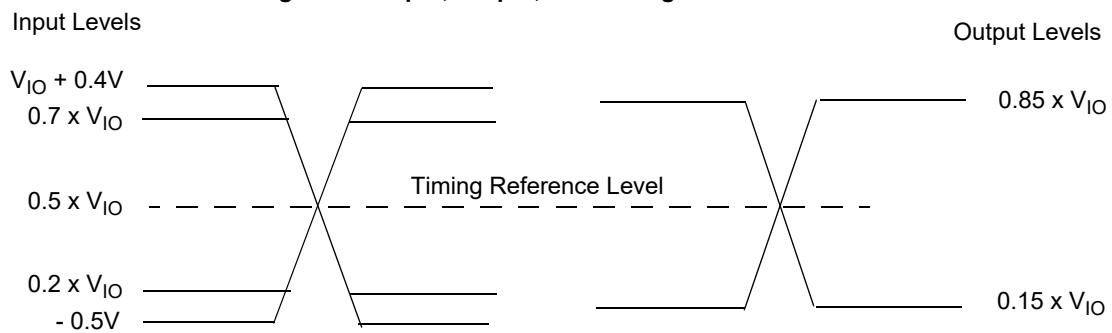 Input Levels
Output Levels
V_IO + 0.4V
0.7 x V_IO
0.85 x V_IO
Timing Reference Level
0.5 x V_IO
0.2 x V_IO
- 0.5V
0.15 x V_IO